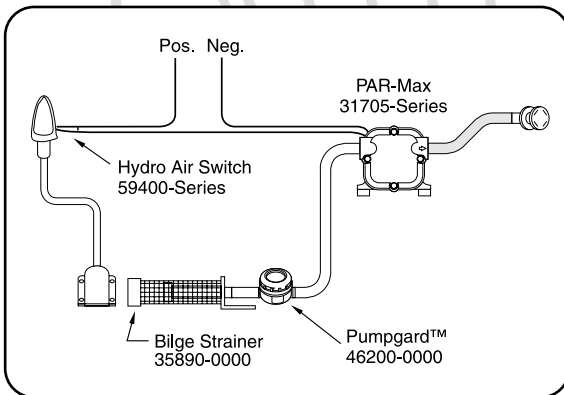 Pos. Neg.
PAR-Max
31705-Series
Hydro Air Switch
59400-Series
Bilge Strainer
35890-0000
Pumpgard™
46200-0000